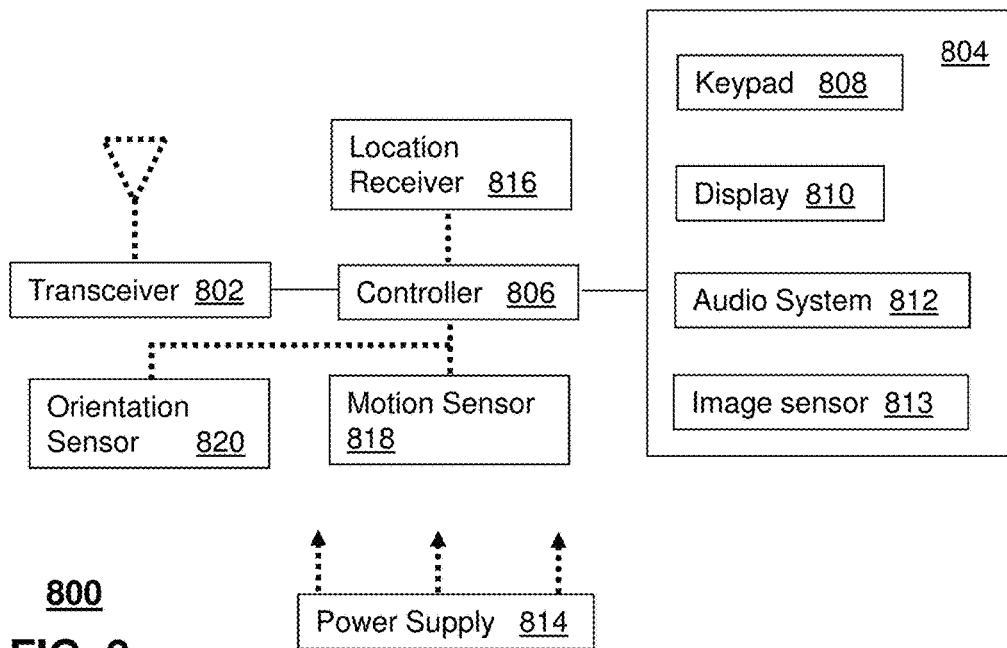 804
Keypad 808
Location
Receiver 816
Display 810
Transceiver 802
Controller 806
Audio System 812
Orientation
Sensor 820
Motion Sensor
818
Image sensor 813
800
Power Supply 814
FIG.